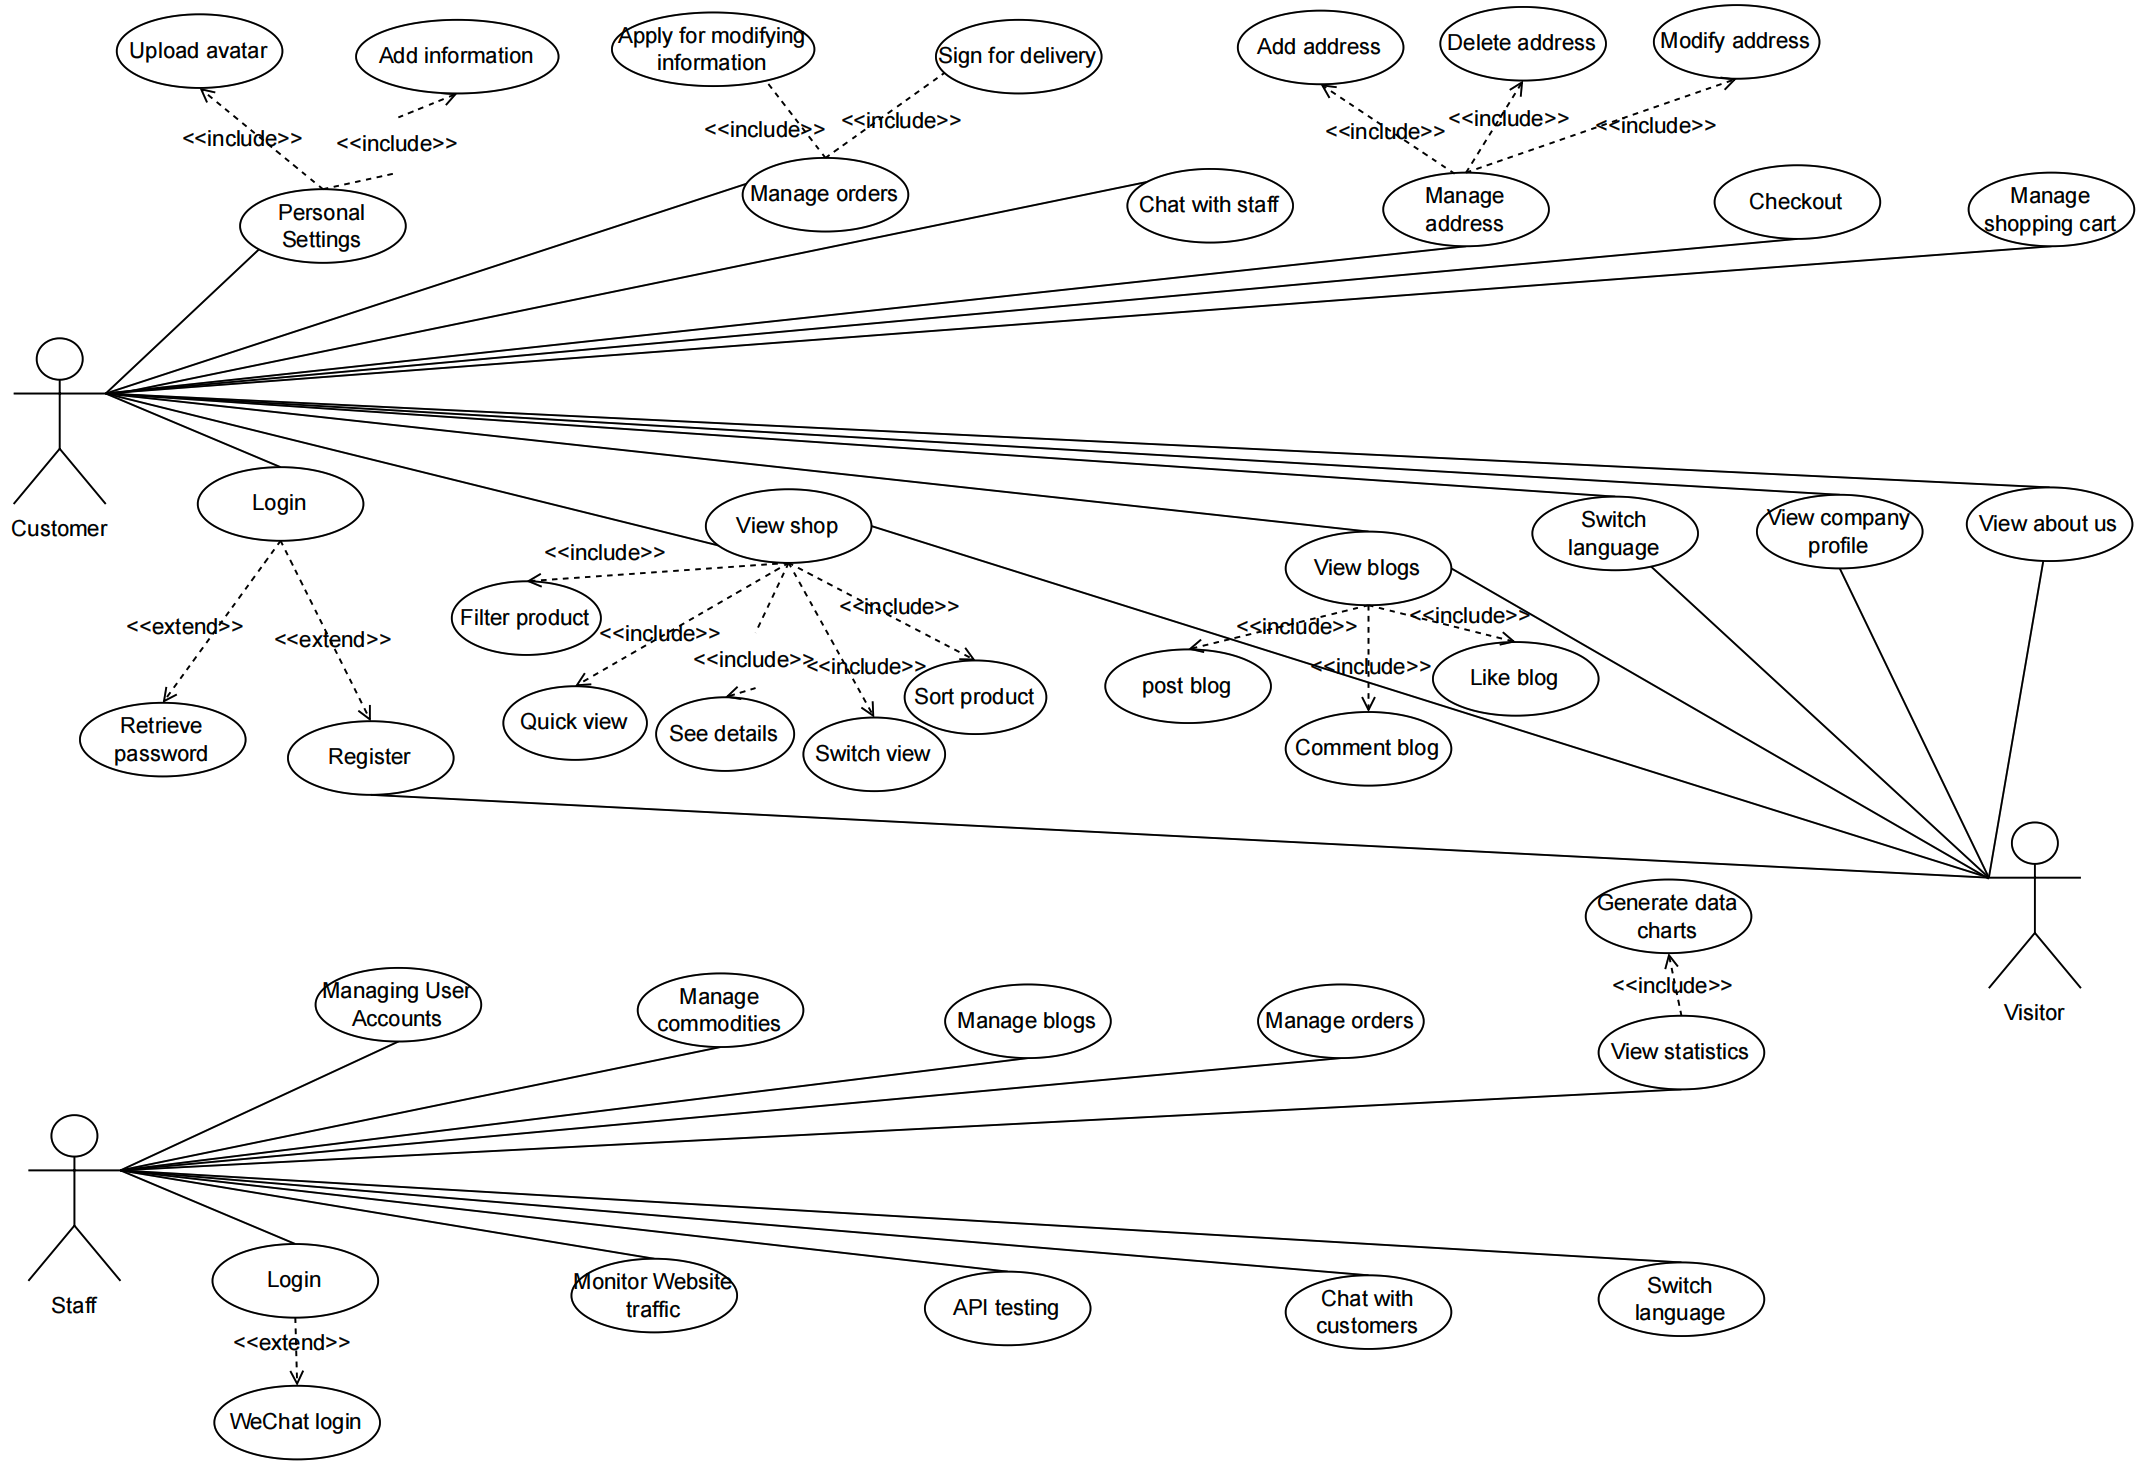 Upload avatar
Add information
Apply for modifying
information
Sign for delivery
Add address
Delete address
Modify address
<<include>>
<<include>>
<<include>>
<<include>>
<<include>>
<<include>>
<<include>>
Personal
Settings
Manage orders
Chat with staff
Manage
address
Checkout
Manage
shopping cart
Customer
Login
View shop
View blogs
Switch
language
View company
profile
View about us
<<extend>>
<<extend>>
<<include>>
<<include>>
<<include>>
<<include>>
<<include>>
<<include>>
<<include>>
<<include>>
Filter product
Quick view
See details
Switch view
Sort product
post blog
Comment blog
Like blog
Retrieve
password
Register
Visitor
Generate data
charts
<<include>>
Managing User
Accounts
Manage
commodities
Manage blogs
Manage orders
View statistics
Staff
Login
Monitor Website
traffic
API testing
Chat with
customers
Switch
language
<<extend>>
WeChat login